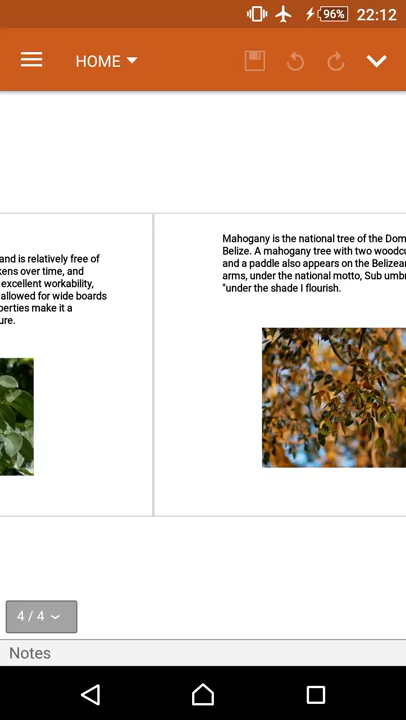 96%
22:12
HOME
and is relatively free of
kens over time, and
excellent workability,
allowed for wide boards
perties make it a
ure.
Mahogany is the national tree of the Dom
Belize. A mahogany tree with two woodcu
and a paddle also appears on the Belizea
arms, under the national motto, Sub umb
"under the shade I flourish.
4 / 4
Notes